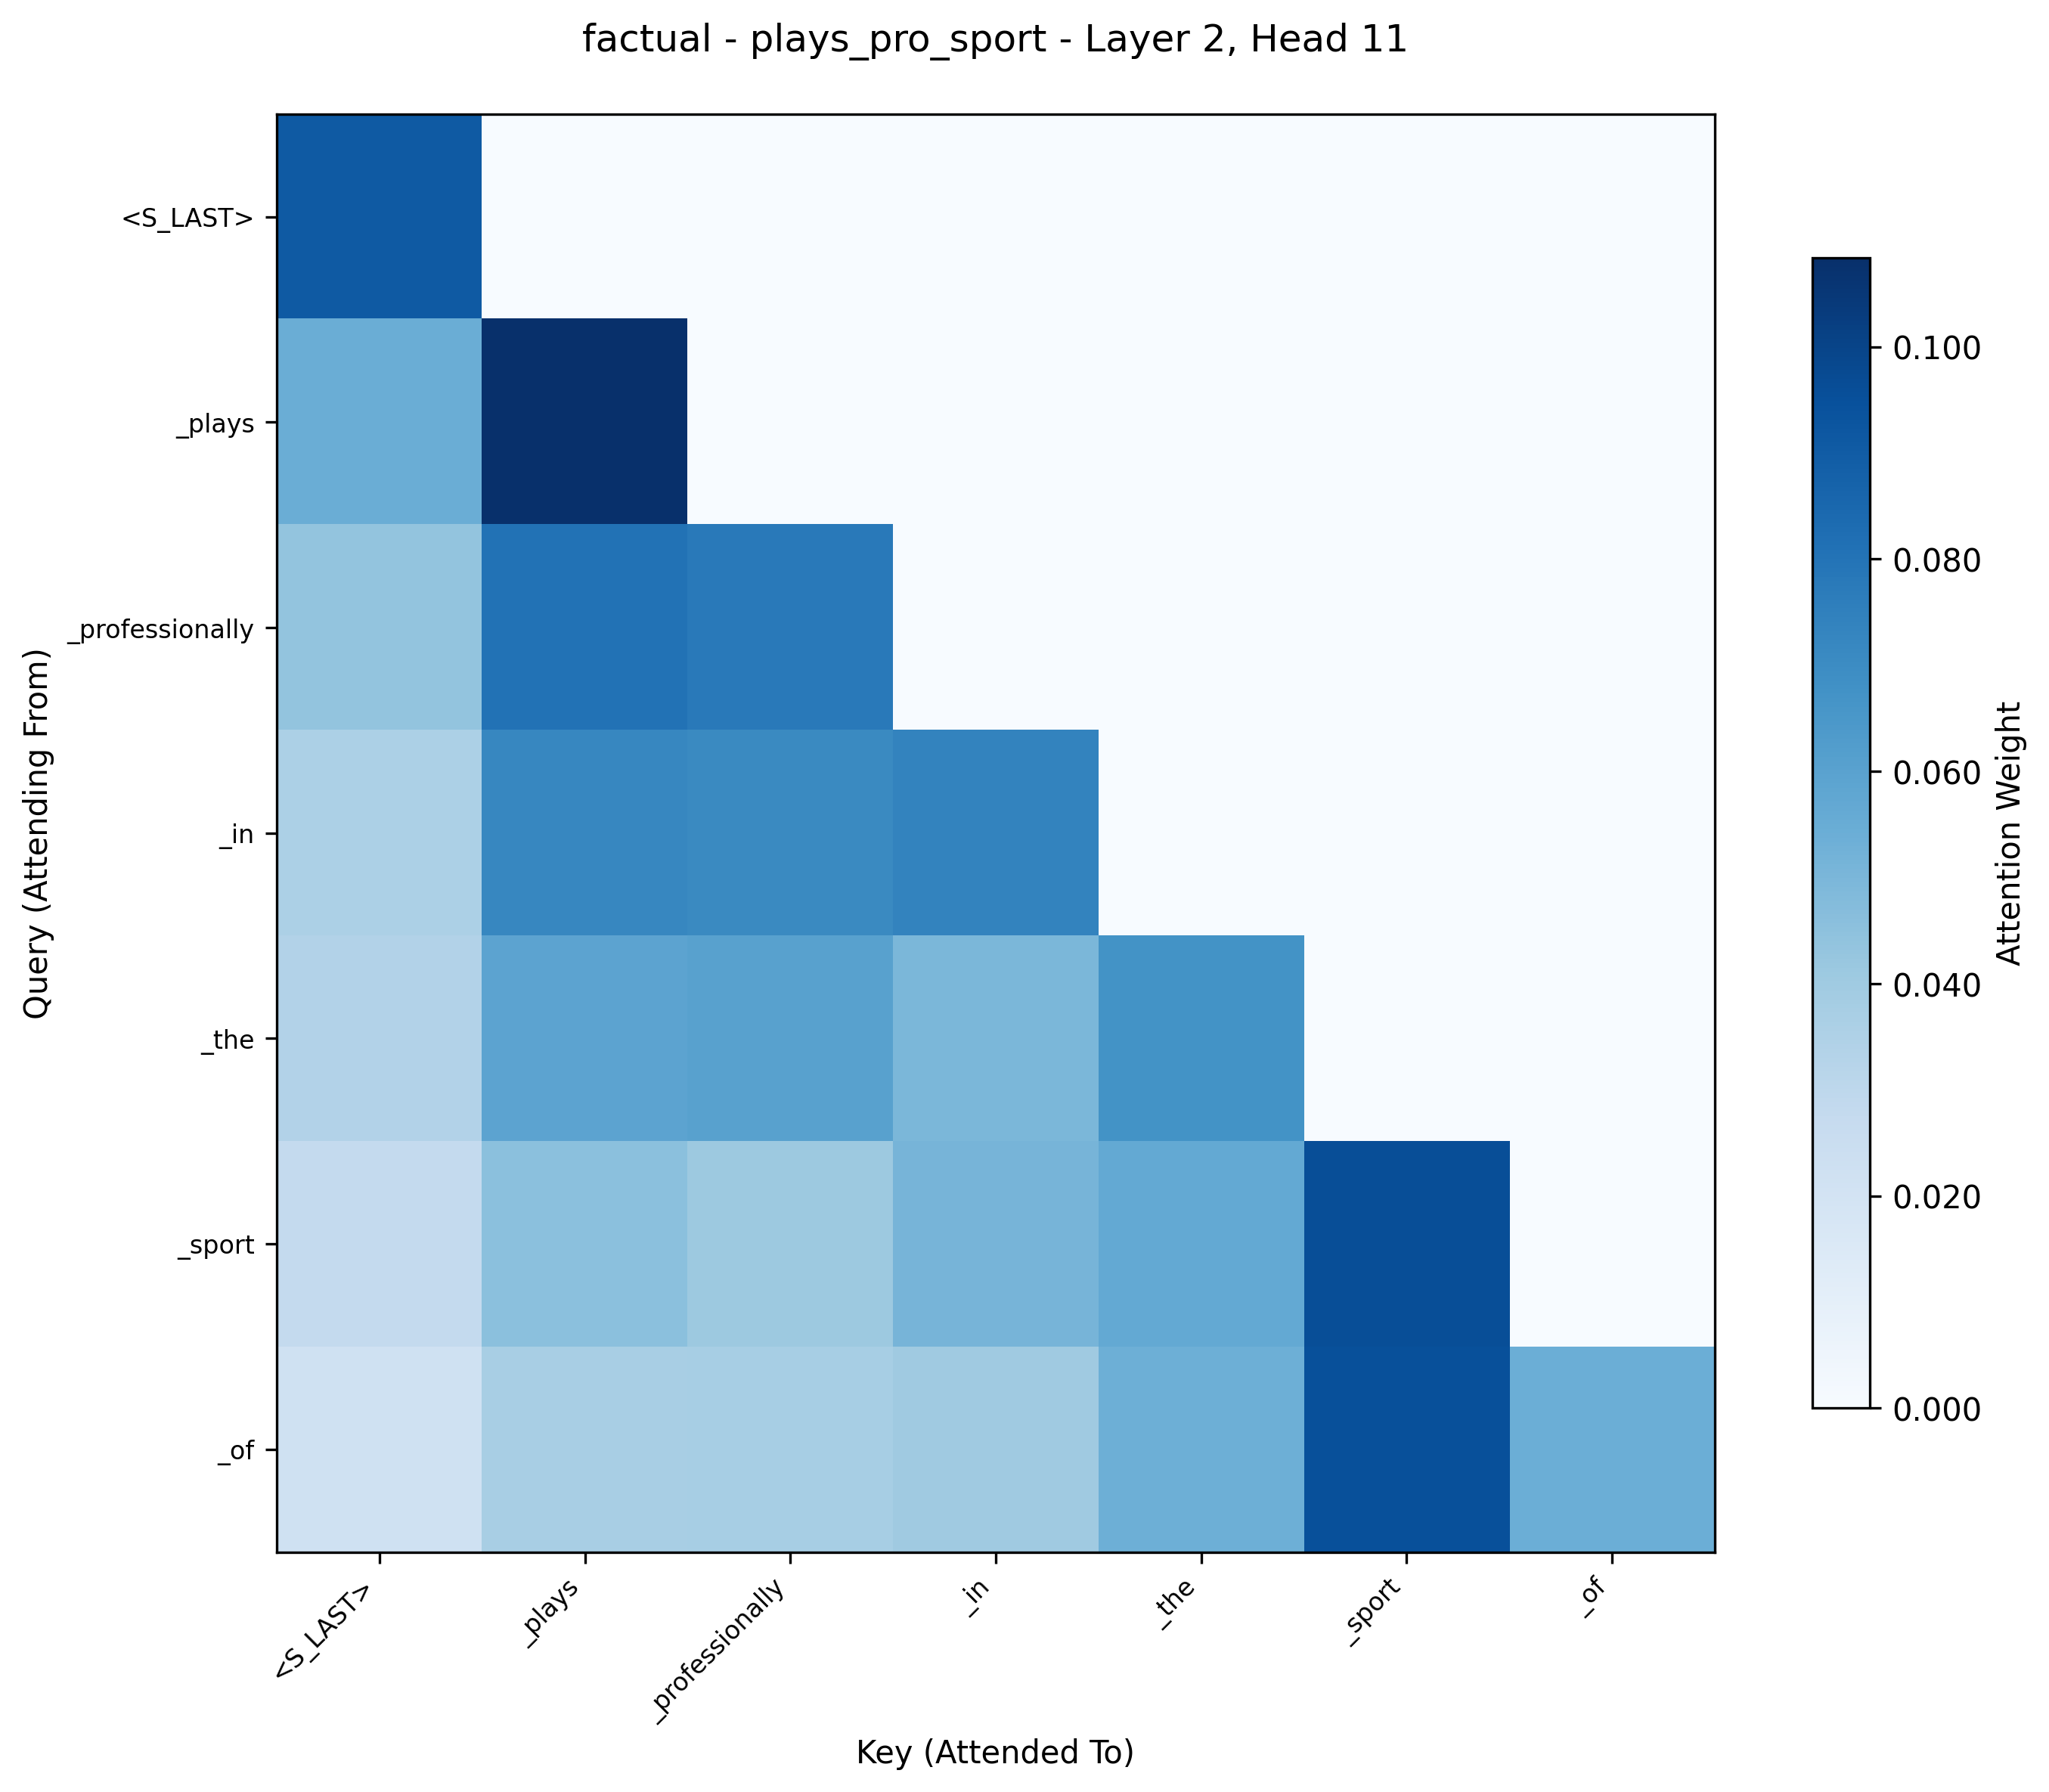 factual - plays_pro_sport - Layer 2, Head 11
Query (Attending From)
<S_LAST>
_plays
_professionally
_in
_the
_sport
_of
<S_LAST>
_plays
_professionally
_in
_the
_sport
_of
Key (Attended To)
0.100
0.080
0.060
0.040
0.020
0.000
Attention Weight